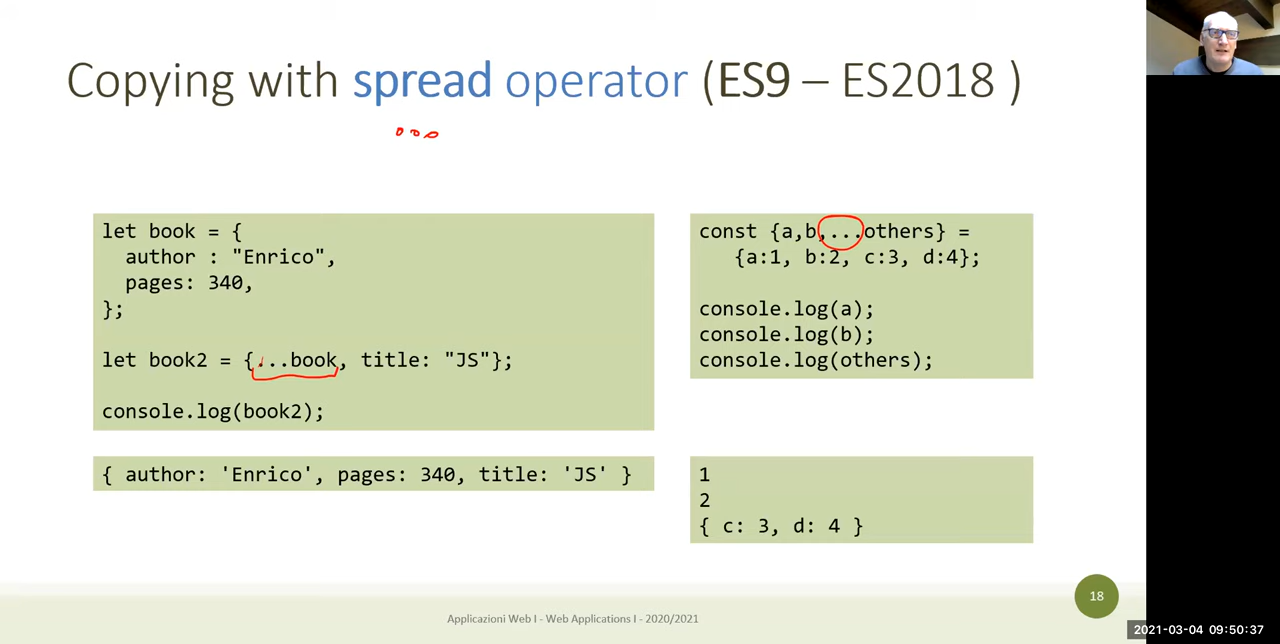 Copying with spread operator (ES9 – ES2018 )
let book = {
author : "Enrico",
pages: 340,
};
let book2 = {...book, title: "JS"};
console.log(book2);
{ author: 'Enrico', pages: 340, title: 'JS' }
const {a,b,...others} =
{a:1, b:2, c:3, d:4};
console.log(a);
console.log(b);
console.log(others);
1
2
{ c: 3, d: 4 }
18
Applicazioni Web I - Web Applications I - 2020/2021
2021-03-04 09:50:37